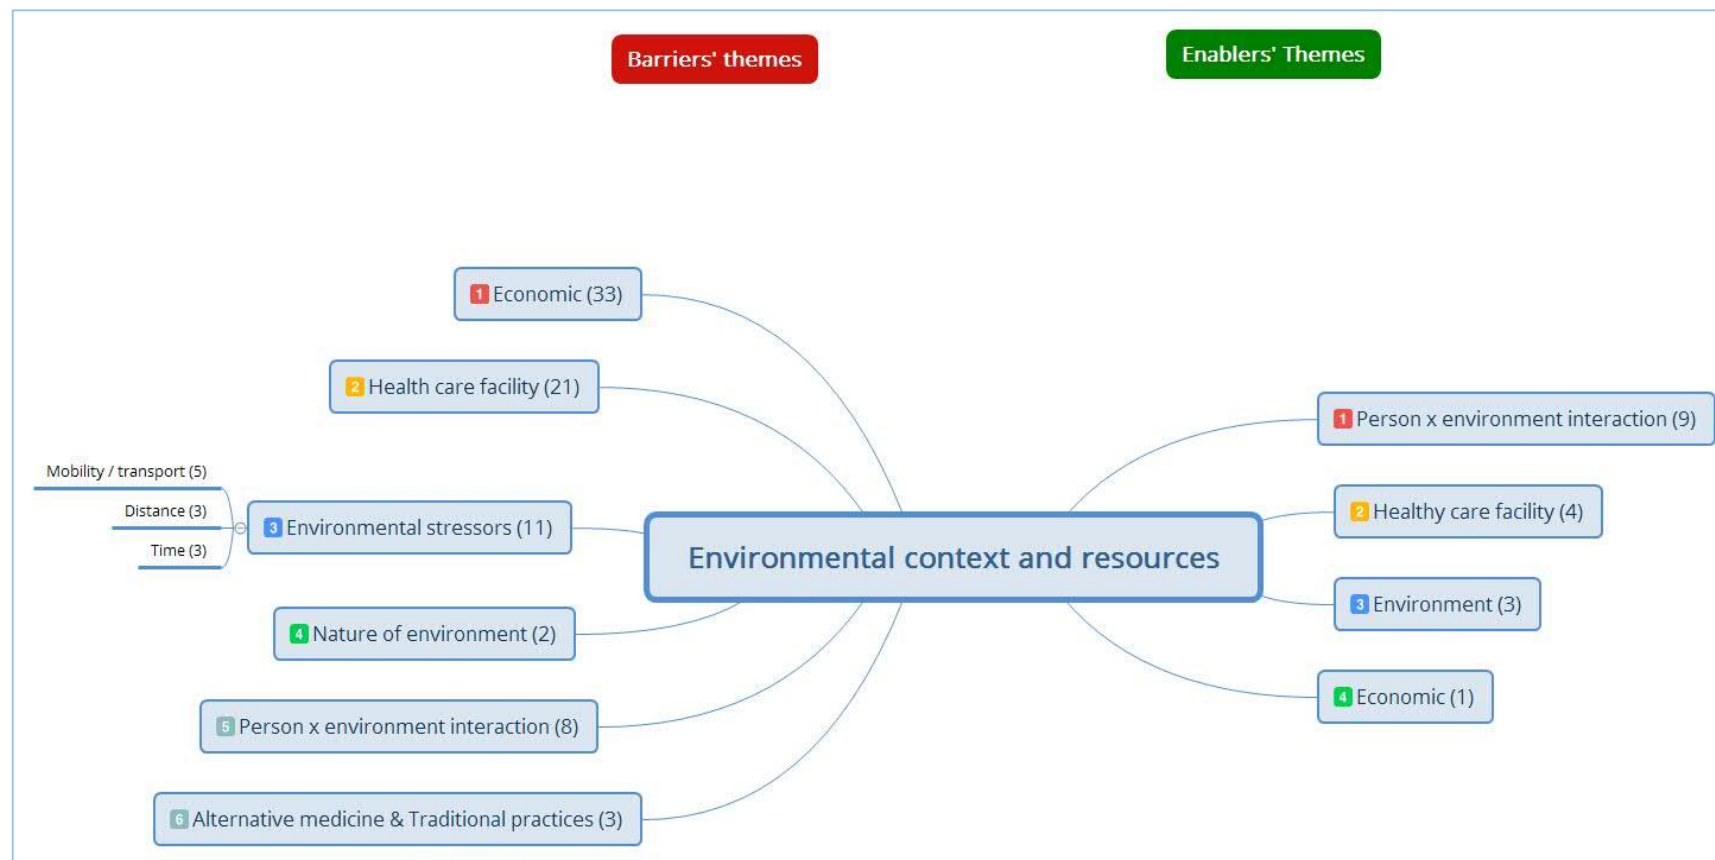 Barriers' themes
Enablers' Themes
1 Economic (33)
2 Health care facility (21)
Mobility / transport (5)
Distance (3)
Time (3)
3 Environmental stressors (11)
4 Nature of environment (2)
5 Person x environment interaction (8)
6 Alternative medicine & Traditional practices (3)
Environmental context and resources
1 Person x environment interaction (9)
2 Healthy care facility (4)
3 Environment (3)
4 Economic (1)